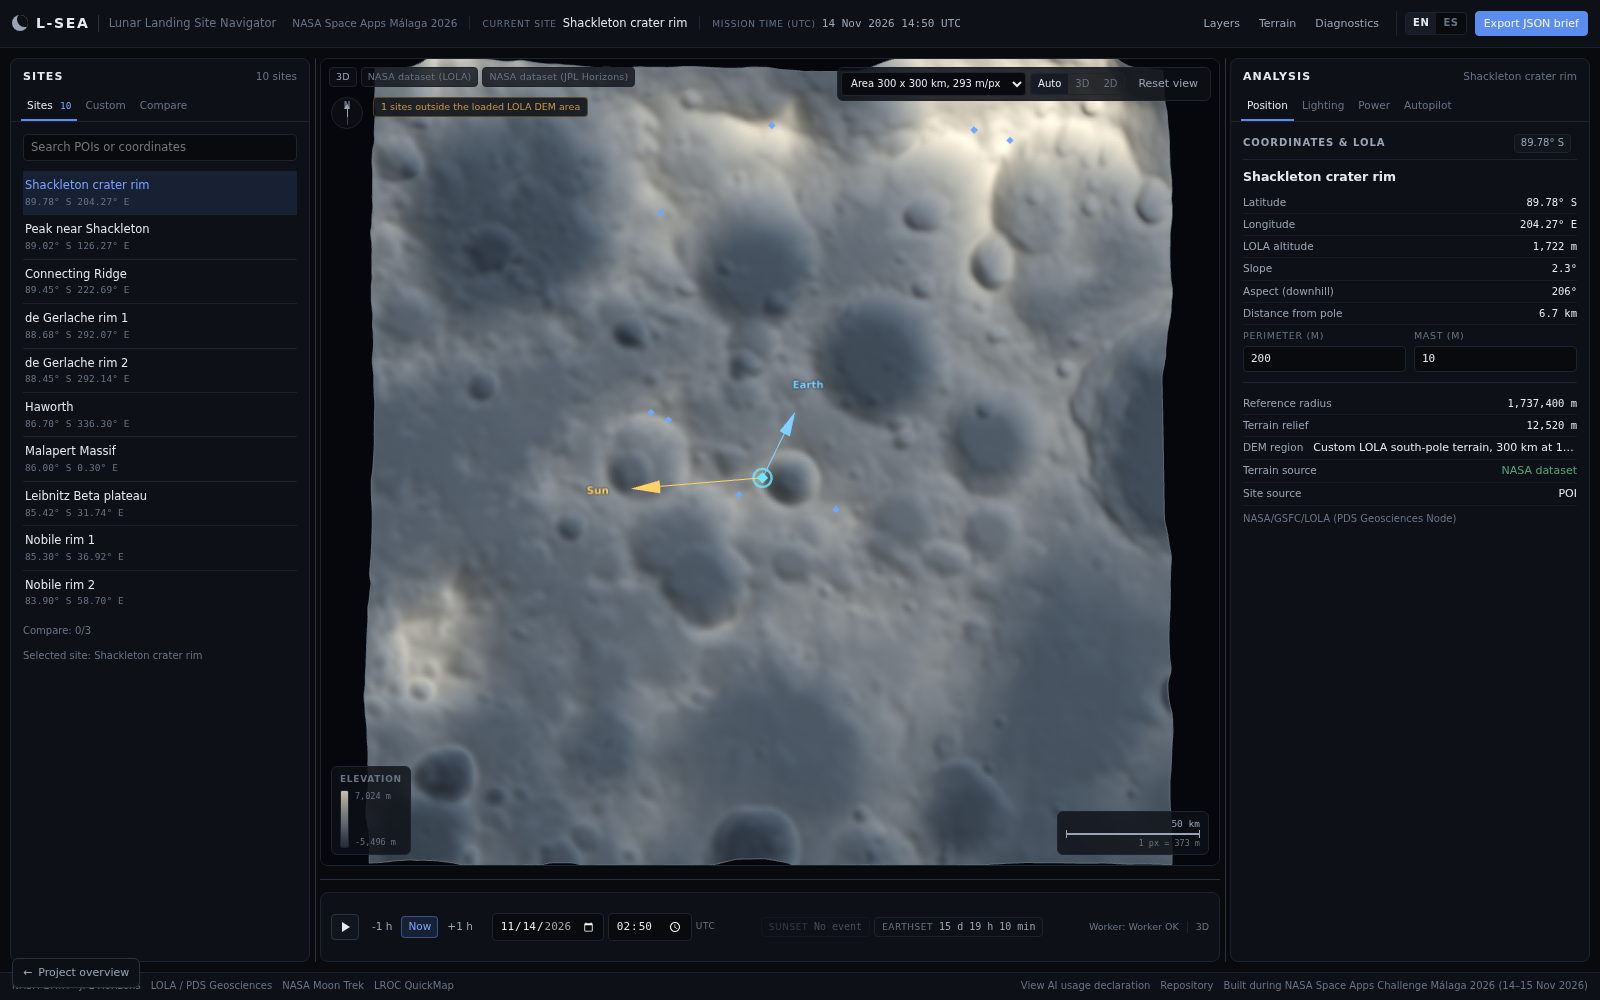 L-SEA Lunar Landing Site Navigator NASA Space Apps Málaga 2026 CURRENT SITE Shackleton crater rim MISSION TIME (UTC) 14 Nov 2026 14:50 UTC Layers Terrain Diagnostics EN ES Export JSON brief
SITES 10 sites
Sites 10 Custom Compare
Search POIs or coordinates
Shackleton crater rim
89.78° S 204.27° E
Peak near Shackleton
89.02° S 126.27° E
Connecting Ridge
89.45° S 222.69° E
de Gerlache rim 1
88.68° S 292.07° E
de Gerlache rim 2
88.45° S 292.14° E
Haworth
86.70° S 336.30° E
Malapert Massif
86.00° S 0.30° E
Leibnitz Beta plateau
85.42° S 31.74° E
Nobile rim 1
85.30° S 36.92° E
Nobile rim 2
83.90° S 58.70° E
Compare: 0/3
Selected site: Shackleton crater rim
3D NASA dataset (LOLA) NASA dataset (JPL Horizons)
Area 300 x 300 km, 293 m/px Auto 3D 2D Reset view
N
1 sites outside the loaded LOLA DEM area
Earth
Sun
ELEVATION
7,024 m
-5,496 m
50 km
1 px = 373 m
-1 h Now +1 h 11/14/2026 02:50 UTC SUNSET No event EARTHSET 15 d 19 h 10 min Worker: Worker OK 3D
ANALYSIS Shackleton crater rim
Position Lighting Power Autopilot
COORDINATES & LOLA 89.78° S
Shackleton crater rim
Latitude 89.78° S
Longitude 204.27° E
LOLA altitude 1,722 m
Slope 2.3°
Aspect (downhill) 206°
Distance from pole 6.7 km
PERIMETER (M) MAST (M)
200 10
Reference radius 1,737,400 m
Terrain relief 12,520 m
DEM region Custom LOLA south-pole terrain, 300 km at 1...
Terrain source NASA dataset
Site source POI
NASA/GSFC/LOLA (PDS Geosciences Node)
← Project overview
LOLA / PDS Geosciences NASA Moon Trek LROC QuickMap View AI usage declaration Repository Built during NASA Space Apps Challenge Málaga 2026 (14–15 Nov 2026)